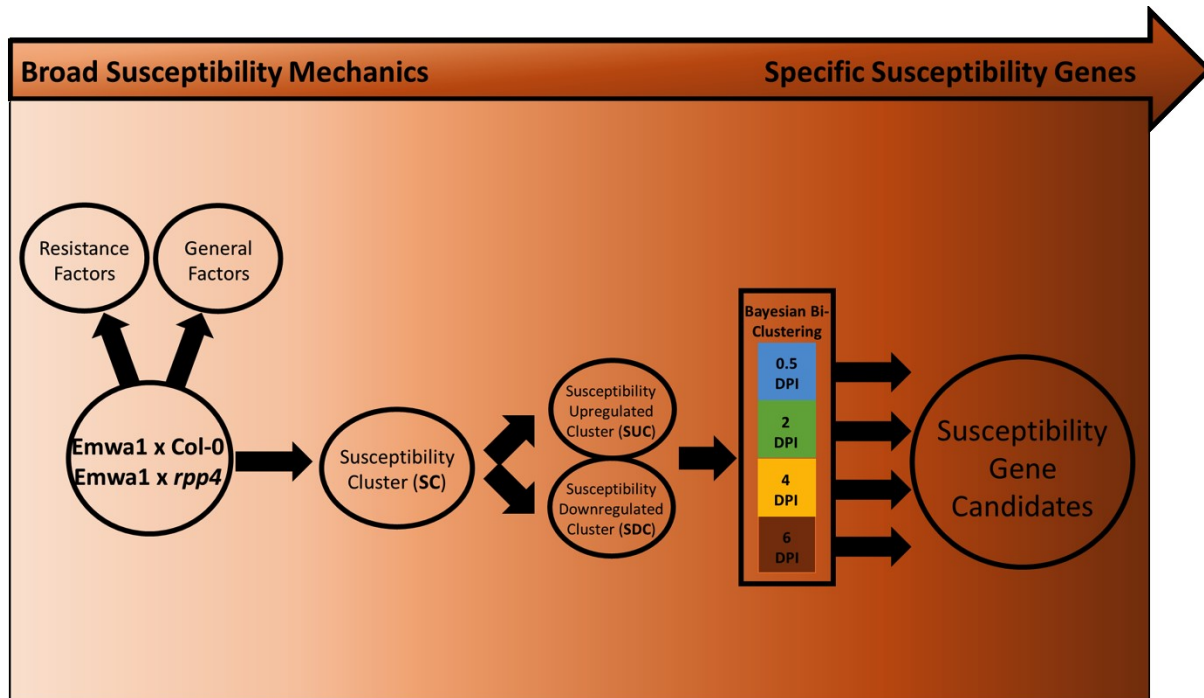 Broad Susceptibility Mechanics
Specific Susceptibility Genes
Resistance
Factors
General
Factors
Emwa1 x Col-0
Emwa1 x rpp4
Susceptibility
Cluster (SC)
Susceptibility
Upregulated
Cluster (SUC)
Susceptibility
Downregulated
Cluster (SDC)
Bayesian Bi-
Clustering
0.5
DPI
2
DPI
4
DPI
6
DPI
Susceptibility
Gene
Candidates